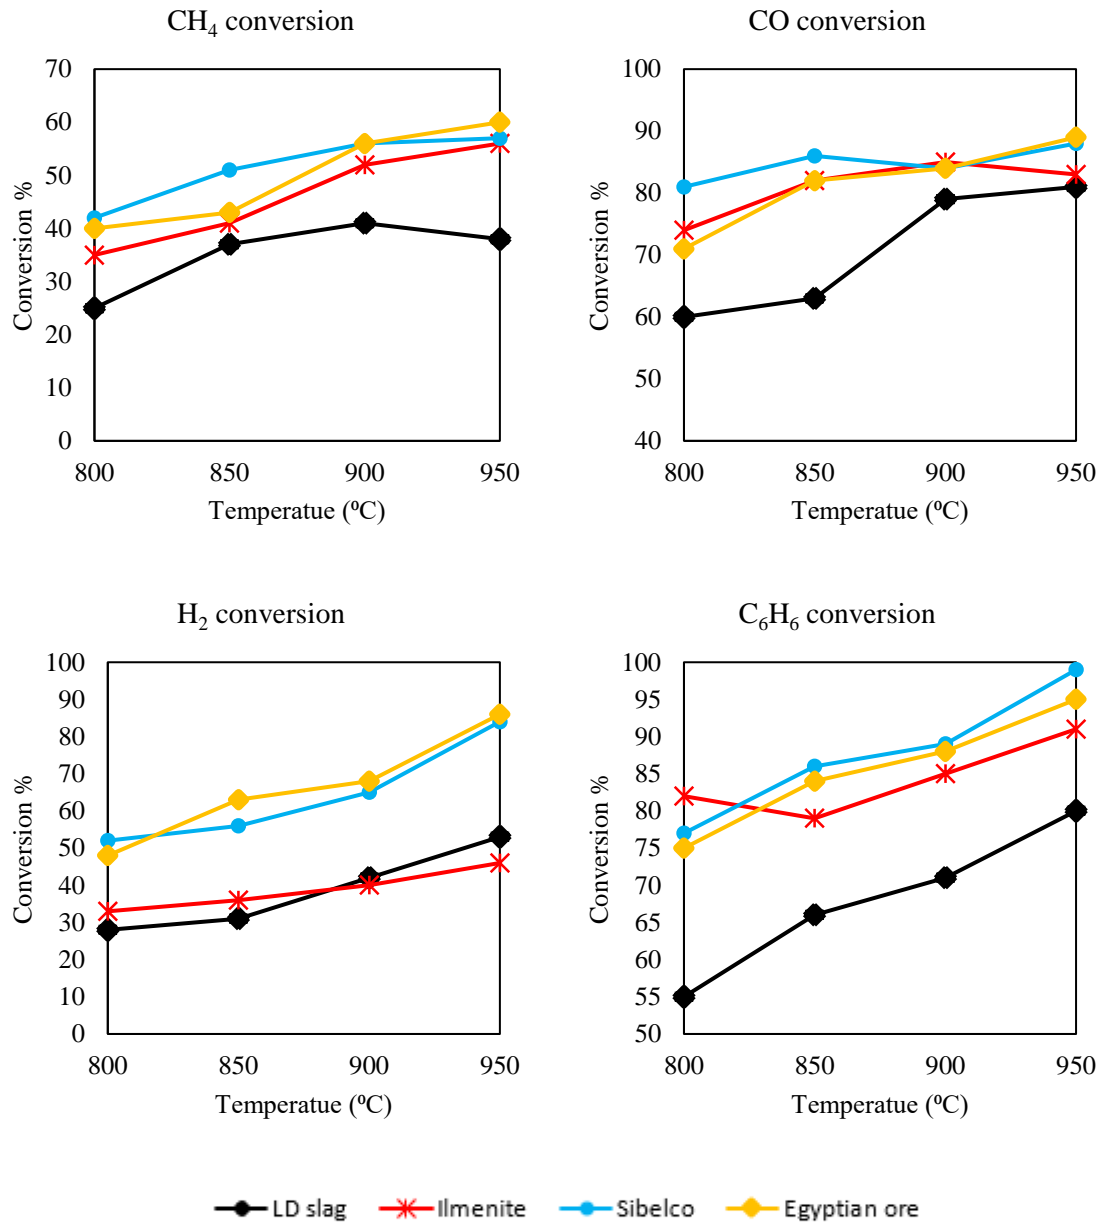 CH4 conversion
Conversion %
70
60
50
40
30
20
10
0
800 850 900 950
Temperatue (ºC)
CO conversion
Conversion %
100
90
80
70
60
50
40
800 850 900 950
Temperatue (ºC)
H2 conversion
Conversion %
100
90
80
70
60
50
40
30
20
10
0
800 850 900 950
Temperatue (ºC)
C6H6 conversion
Conversion %
100
95
90
85
80
75
70
65
60
55
50
800 850 900 950
Temperatue (ºC)
LD slag Ilmenite Sibelco Egyptian ore